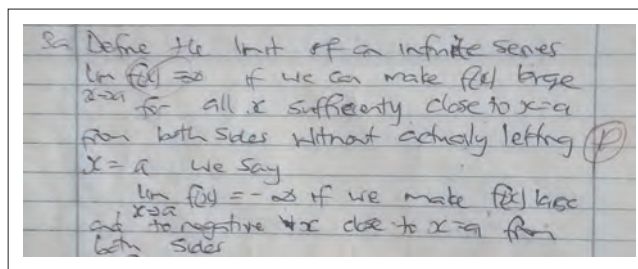 3a Define the limit of an infinite series
lim f(x) = ∞ if we can make f(x) large
x→a for all x sufficiently close to x=a
from both sides without actually letting
x = a we say
lim f(x) = -∞ if we make f(x) large
x→a and to negative x close to x=a from
both sides